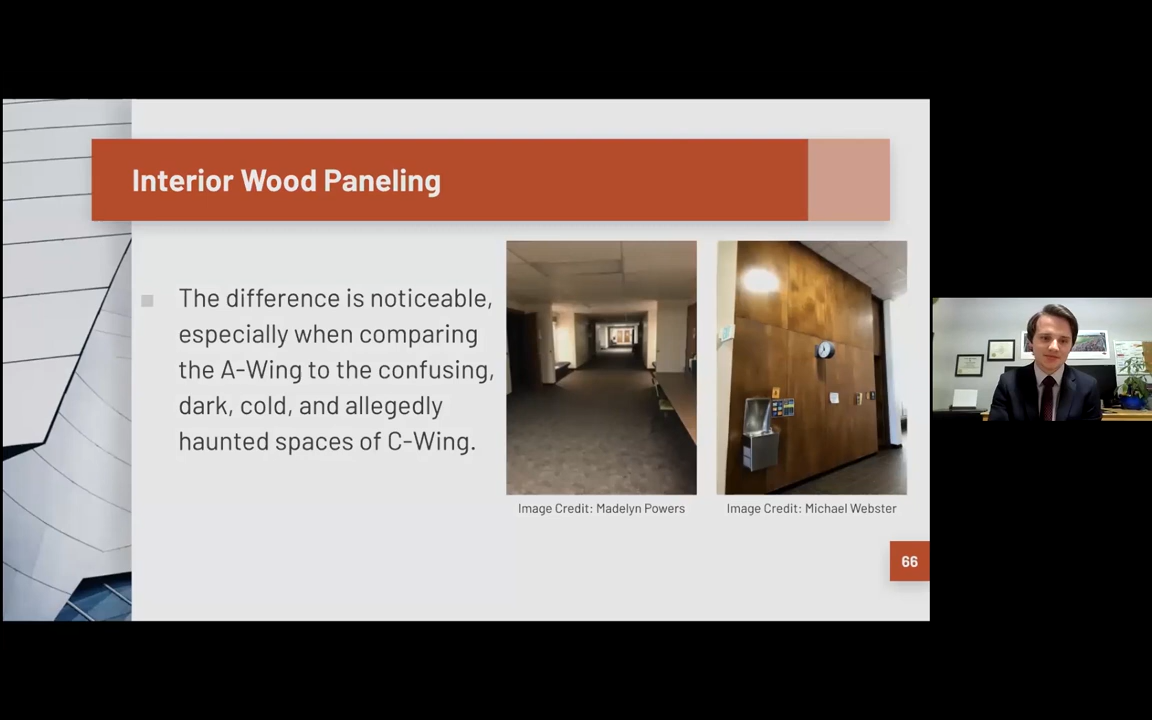 Interior Wood Paneling
The difference is noticeable,
especially when comparing
the A-Wing to the confusing,
dark, cold, and allegedly
haunted spaces of C-Wing.
Image Credit: Madelyn Powers
Image Credit: Michael Webster
66